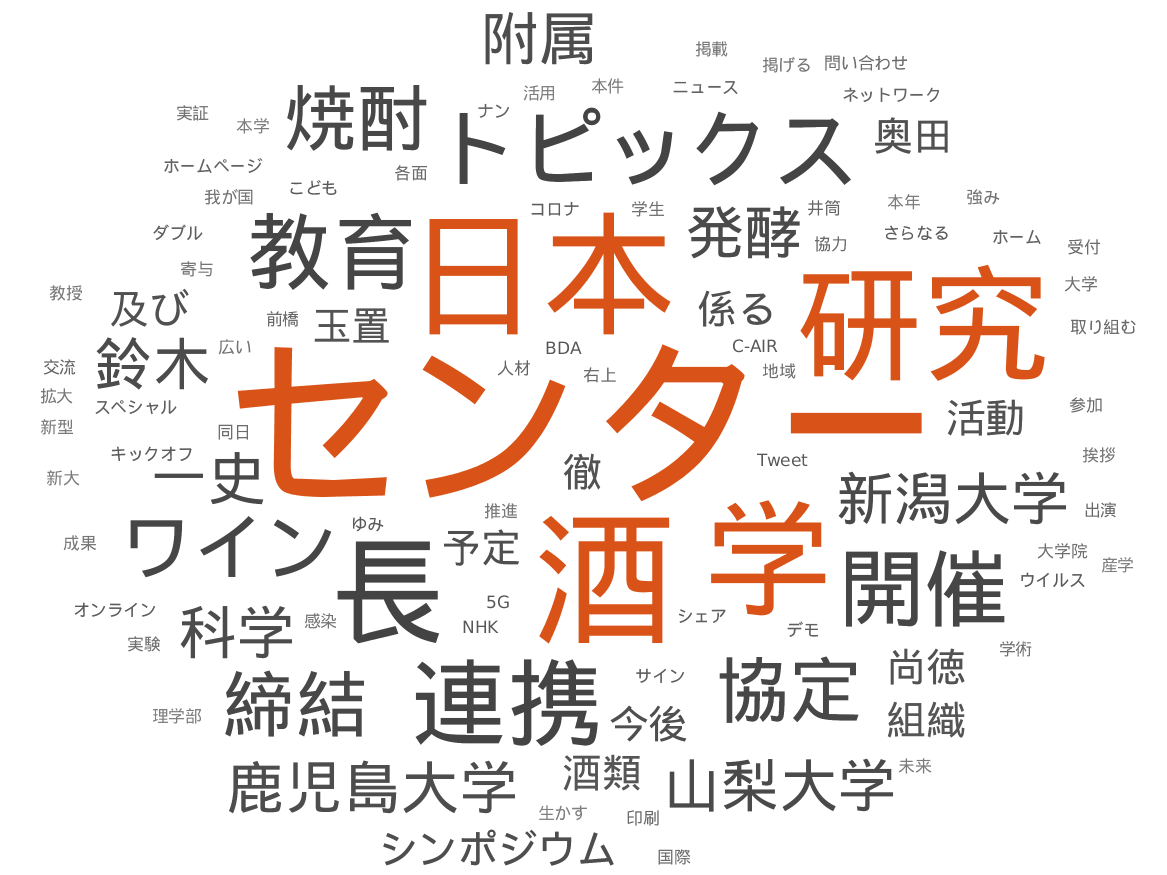 附属
掲載
掲げる
問い合わせ
ニュース
本件
活用
ネットワーク
焼酎
ナン
トピックス
奥田
実証
本学
ホームページ
各面
こども
我が国
コロナ
学生
井筒
本年
強み
教育
日本
発酵
協力
さらなる
ホーム
受付
ダブル
寄与
大学
教授
及び
前橋
玉置
係る
研究
取り組む
BDA
C-AIR
広い
鈴木
交流
人材
右上
地域
拡大
スペシャル
センター
活動
参加
新型
同日
キックオフ
一史
徹
Tweet
挨拶
新大
新潟大学
出演
推進
ゆみ
ワイン
成果
予定
酒
学
大学院
産学
ウイルス
長
開催
オンライン
5G
シェア
科学
感染
NHK
デモ
実験
学術
サイン
尚徳
締結
連携
協定
理学部
今後
組織
鹿児島大学
酒類
山梨大学
未来
生かす
印刷
シンポジウム
国際